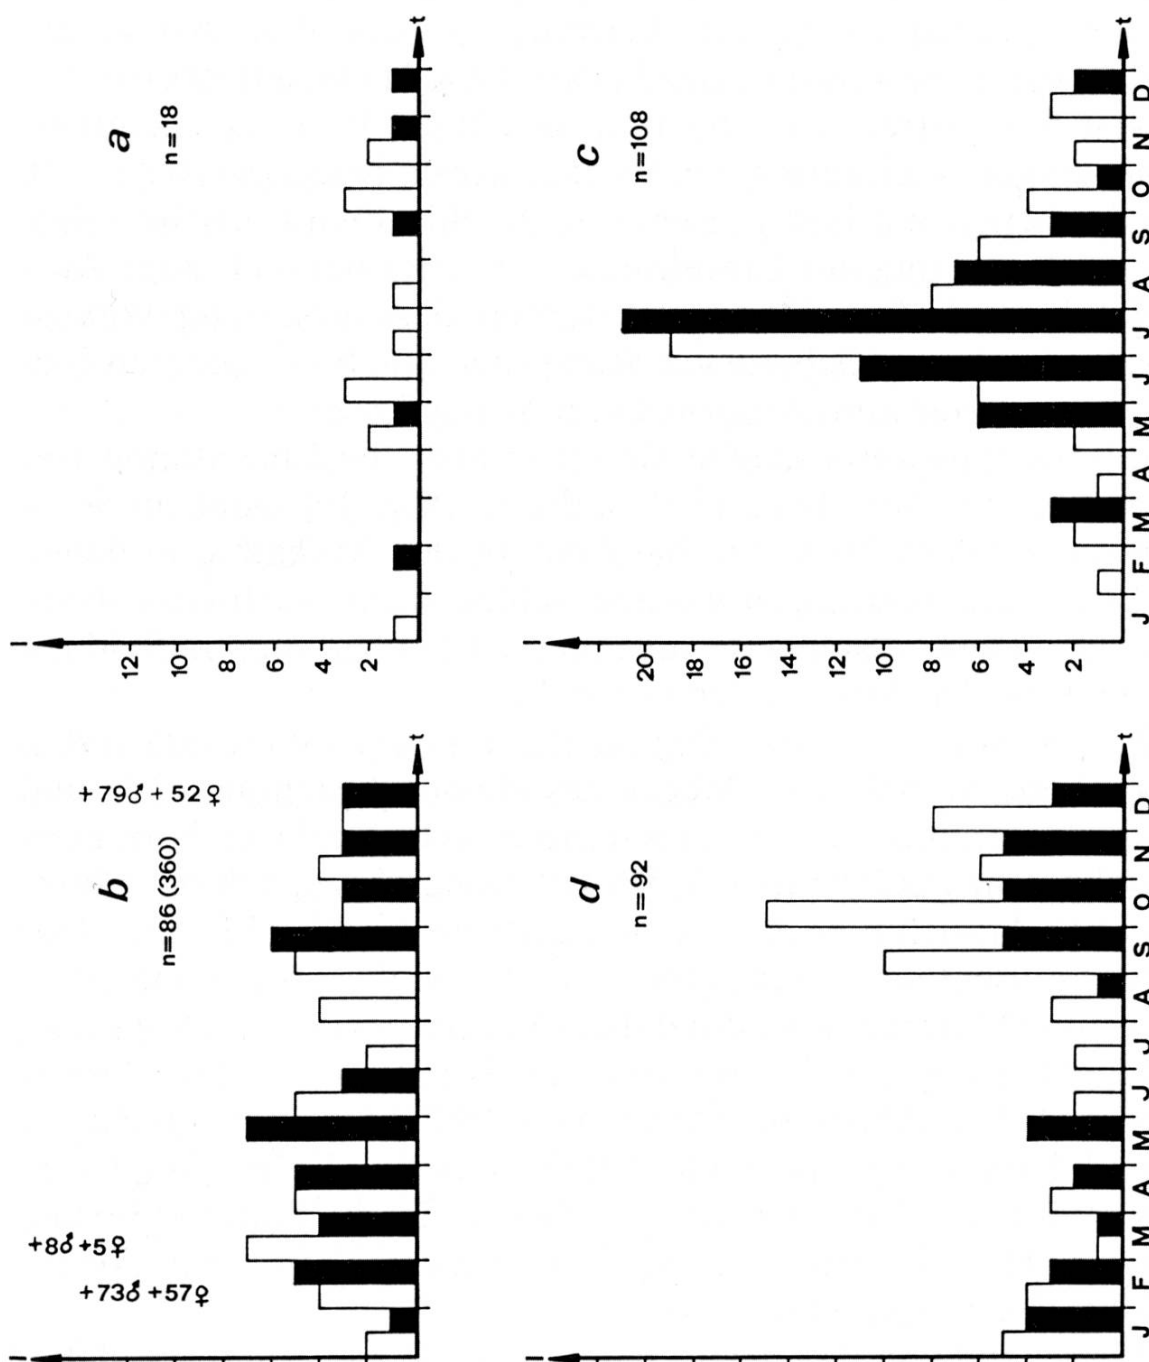 a
n=18
I
12
10
8
6
4
2
t
b
n=86 (360)
+79♂ + 52♀
+8♂ +5♀
+73♂ +57♀
I
t
c
n=108
I
20
18
16
14
12
10
8
6
4
2
t
J F M A M J J A S O N D
d
n=92
I
t
J F M A M J J A S O N D